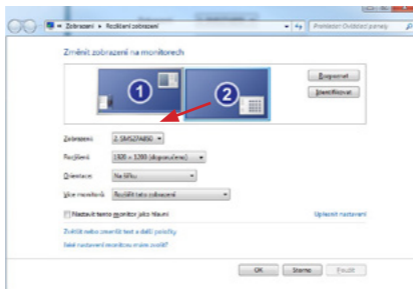 Zobrazení ▸ Rozlišení zobrazení
Prohledat Ovládací panely
Změnit zobrazení na monitorech
1
2
Rozpoznat
Identifikovat
Zobrazení:
Rozlišení: 1920 × 1200 (doporučeno)
Orientace: Na šířku
Více monitorů: Rozšířit tato zobrazení
Nastavit tento monitor jako hlavní
Upřesnit nastavení
Zvětšit nebo zmenšit text a další položky
Jaké nastavení monitoru mám zvolit?
OK Storno Použít